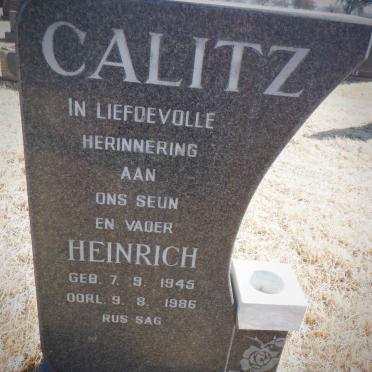 CALITZ
IN LIEFDEVOLLE
HERINNERING
AAN
ONS SEUN
EN VADER
HEINRICH
GEB. 7. 9. 1945
OORL. 9. 8. 1986
RUS SAG